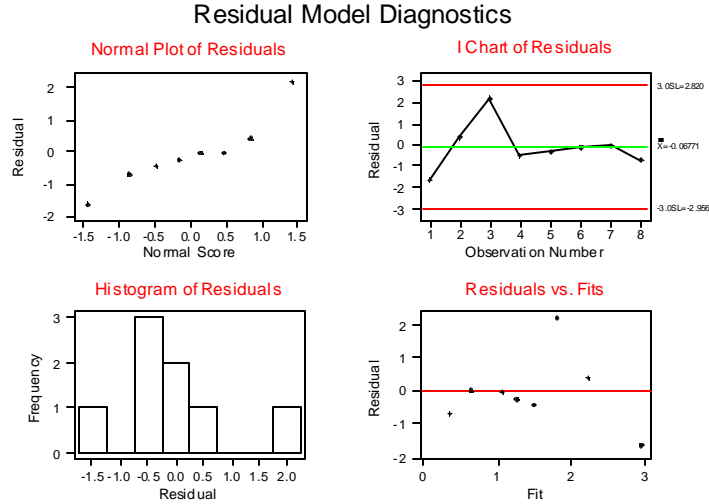 Residual Model Diagnostics
Normal Plot of Residuals
Residual
2
1
0
-1
-2
-1.5 -1.0 -0.5 0.0 0.5 1.0 1.5
Normal Score
I Chart of Residuals
Residual
3
2
1
0
-1
-2
-3
3.0SL=2.820
X=-0.06771
-3.0SL=-2.956
1 2 3 4 5 6 7 8
Observation Number
Histogram of Residuals
Frequency
3
2
1
0
-1.5 -1.0 -0.5 0.0 0.5 1.0 1.5 2.0
Residual
Residuals vs. Fits
Residual
2
1
0
-1
-2
0 1 2 3
Fit